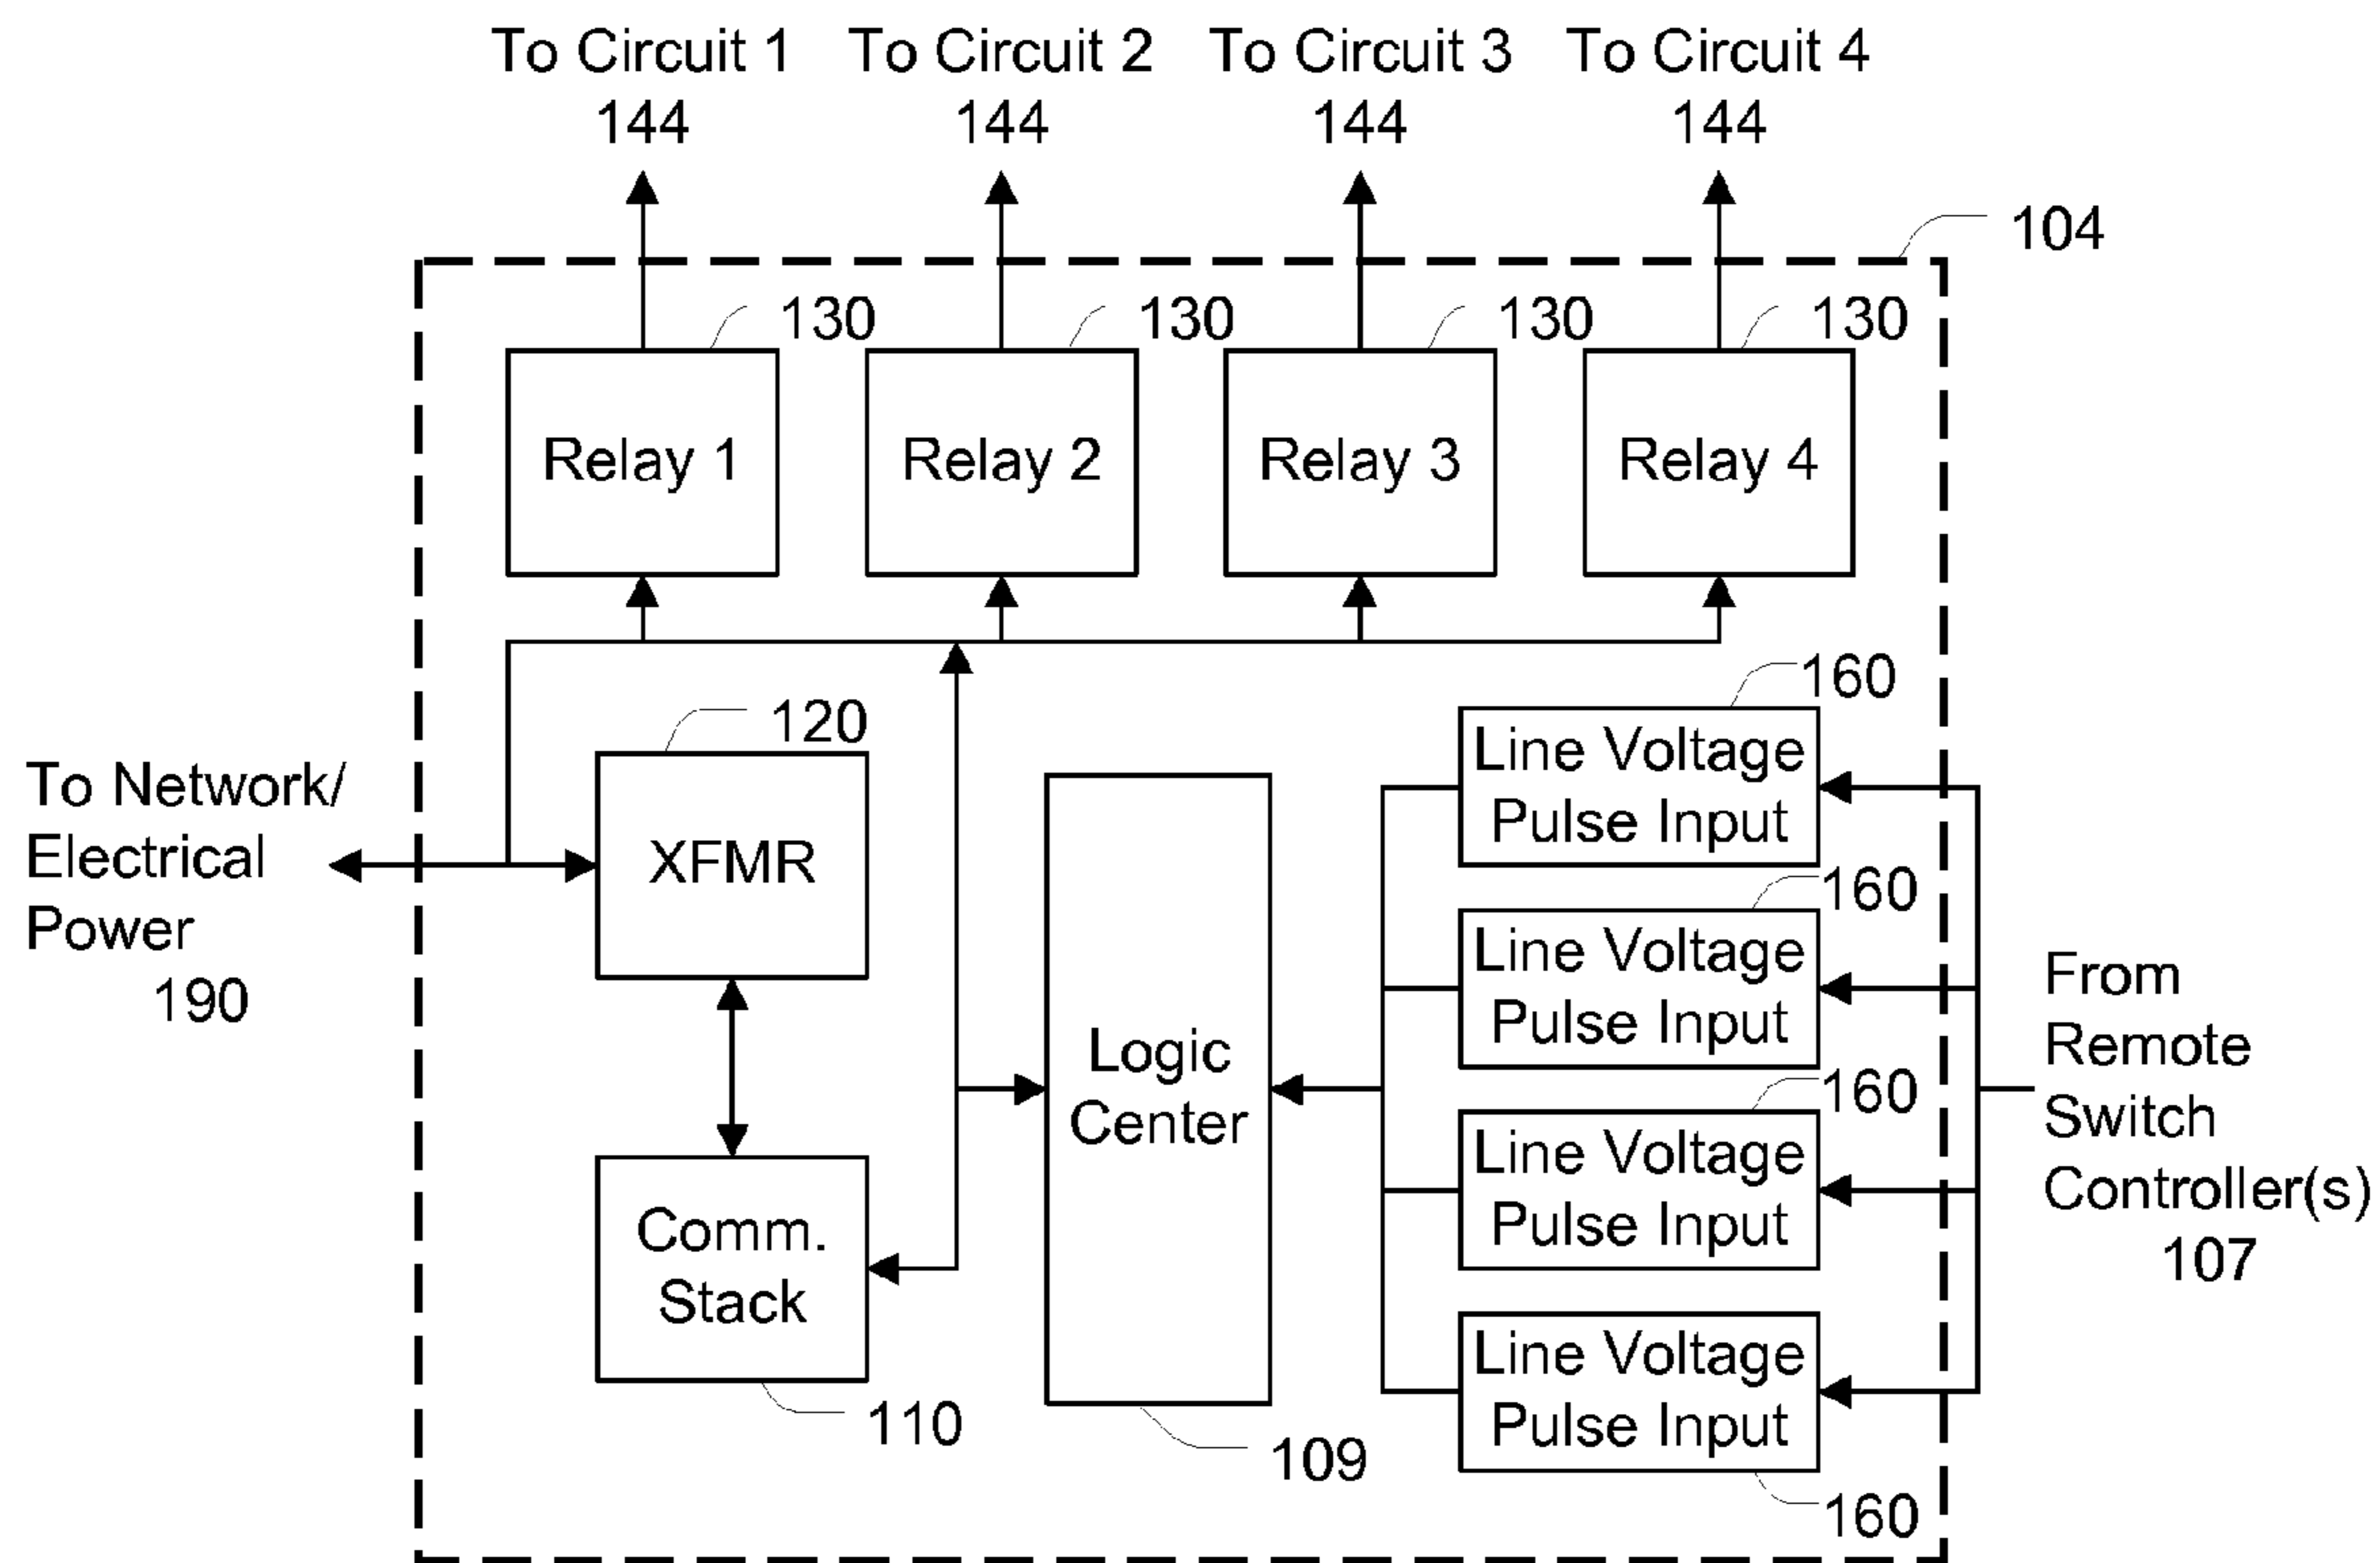 To Circuit 1
144
To Circuit 2
144
To Circuit 3
144
To Circuit 4
144
104
130
130
130
130
Relay 1
Relay 2
Relay 3
Relay 4
To Network/
Electrical
Power
190
120
XFMR
Comm.
Stack
110
Logic
Center
109
160
Line Voltage
Pulse Input
160
Line Voltage
Pulse Input
160
Line Voltage
Pulse Input
Line Voltage
Pulse Input
160
From
Remote
Switch
Controller(s)
107